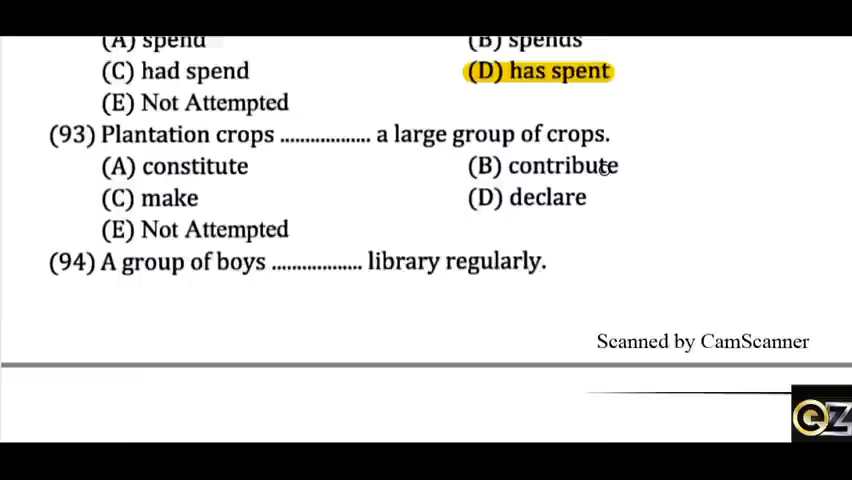 (A) spend (B) spends
(C) had spend (D) has spent
(E) Not Attempted
(93) Plantation crops ................... a large group of crops.
(A) constitute (B) contribute
(C) make (D) declare
(E) Not Attempted
(94) A group of boys ................... library regularly.
Scanned by CamScanner
eZ